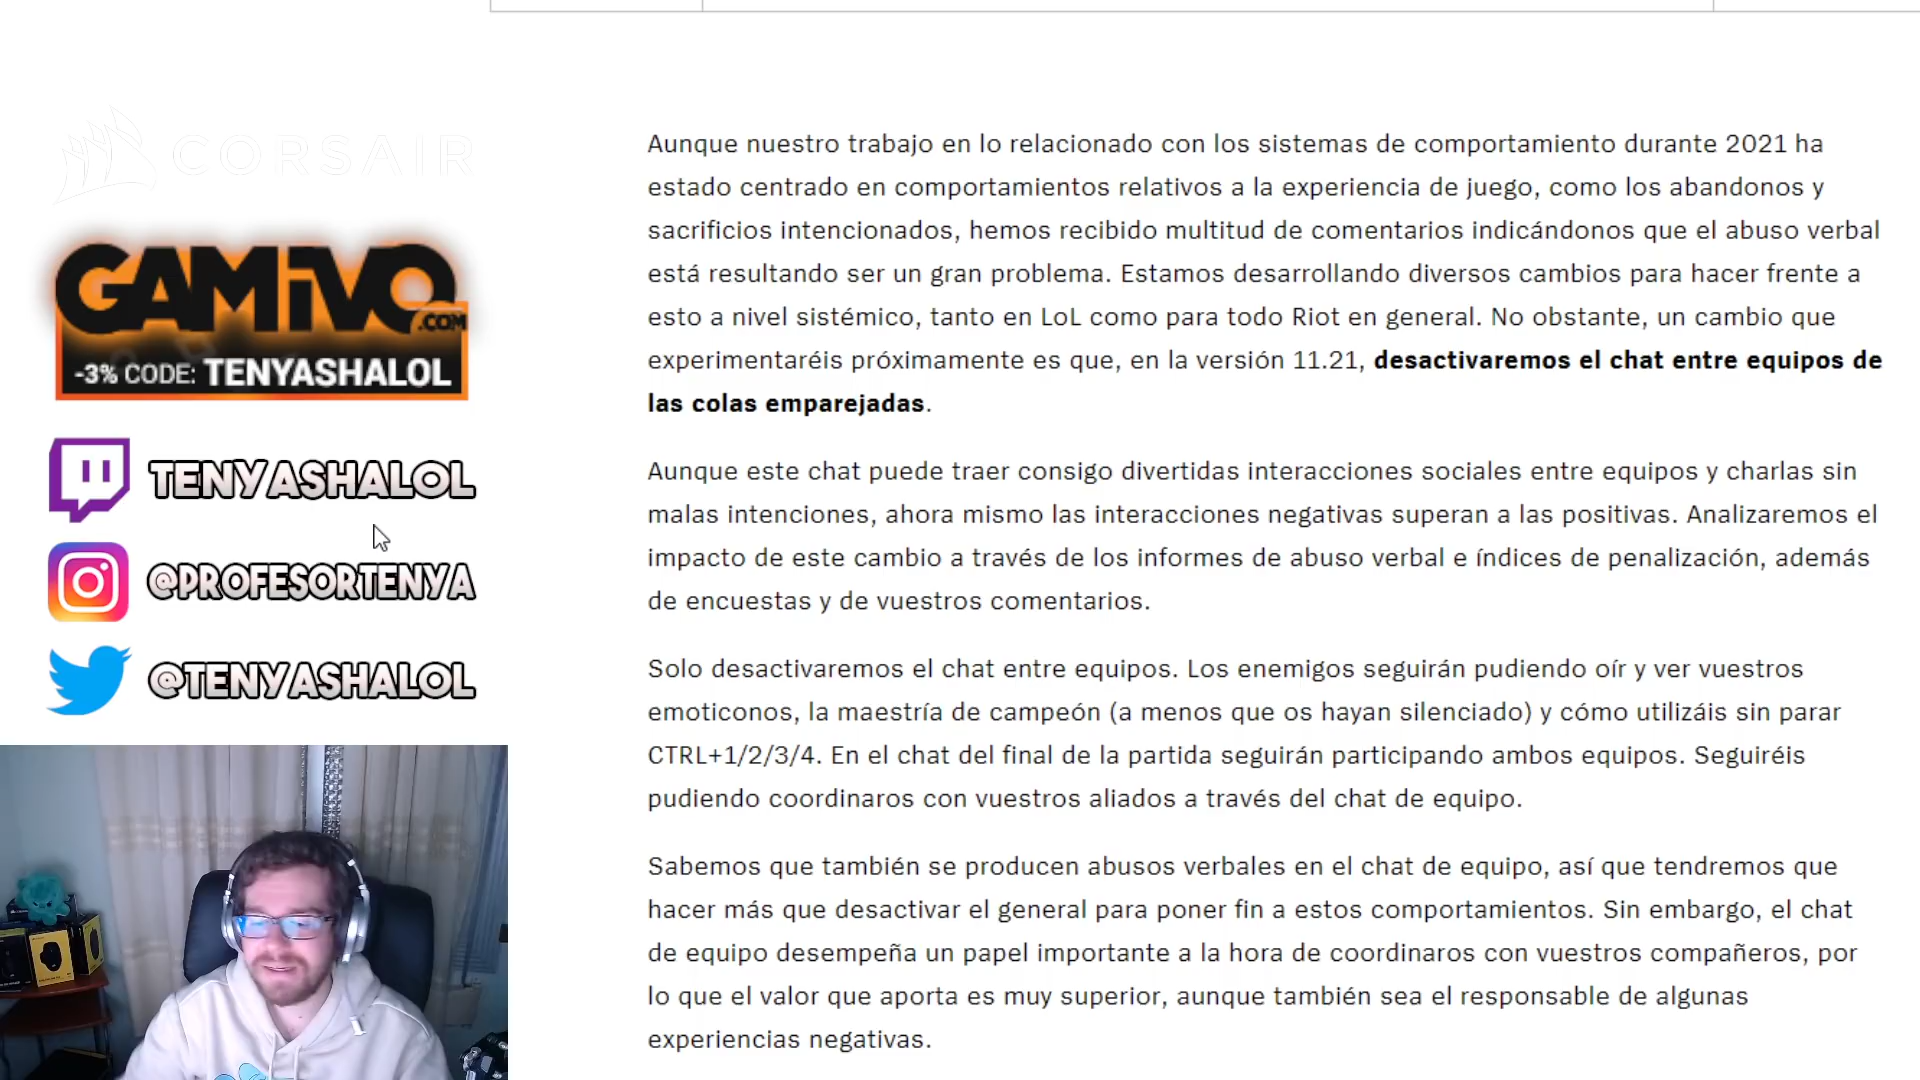 CORSAIR
GAMIVO
.COM
-3% CODE: TENYASHALOL
TENYASHALOL
@PROFESORTENYA
@TENYASHALOL
Aunque nuestro trabajo en lo relacionado con los sistemas de comportamiento durante 2021 ha
estado centrado en comportamientos relativos a la experiencia de juego, como los abandonos y
sacrificios intencionados, hemos recibido multitud de comentarios indicándonos que el abuso verbal
está resultando ser un gran problema. Estamos desarrollando diversos cambios para hacer frente a
esto a nivel sistémico, tanto en LoL como para todo Riot en general. No obstante, un cambio que
experimentaréis próximamente es que, en la versión 11.21, desactivaremos el chat entre equipos de
las colas emparejadas.
Aunque este chat puede traer consigo divertidas interacciones sociales entre equipos y charlas sin
malas intenciones, ahora mismo las interacciones negativas superan a las positivas. Analizaremos el
impacto de este cambio a través de los informes de abuso verbal e índices de penalización, además
de encuestas y de vuestros comentarios.
Solo desactivaremos el chat entre equipos. Los enemigos seguirán pudiendo oír y ver vuestros
emoticonos, la maestría de campeón (a menos que os hayan silenciado) y cómo utilizáis sin parar
CTRL+1/2/3/4. En el chat del final de la partida seguirán participando ambos equipos. Seguiréis
pudiendo coordinaros con vuestros aliados a través del chat de equipo.
Sabemos que también se producen abusos verbales en el chat de equipo, así que tendremos que
hacer más que desactivar el general para poner fin a estos comportamientos. Sin embargo, el chat
de equipo desempeña un papel importante a la hora de coordinaros con vuestros compañeros, por
lo que el valor que aporta es muy superior, aunque también sea el responsable de algunas
experiencias negativas.